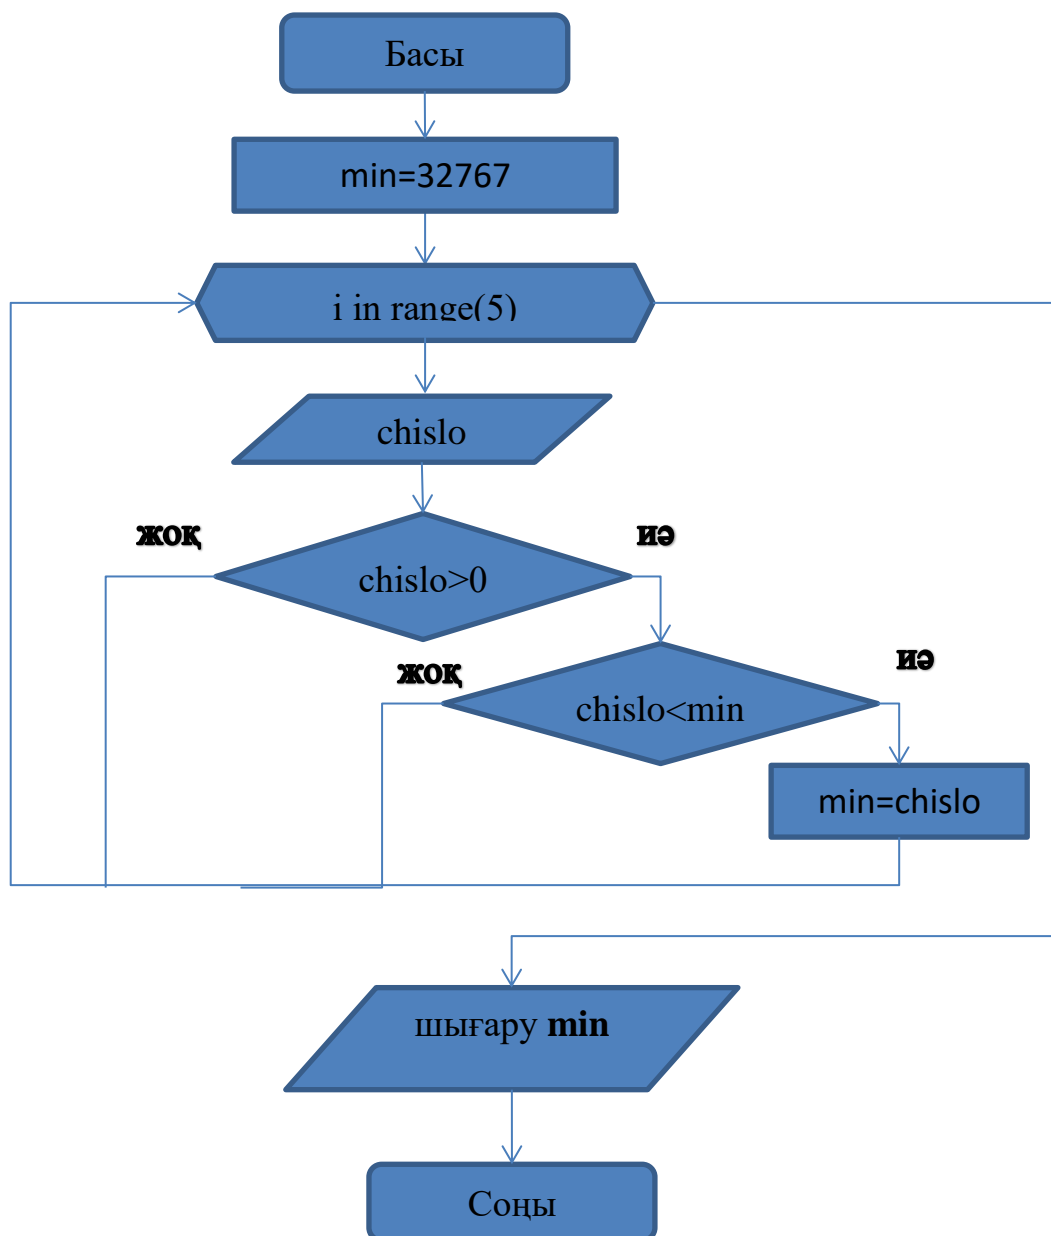 Басы
min=32767
i in range(5)
chislo
жоқ
иә
chislo>0
жоқ
иә
chislo<min
min=chislo
шығару min
Соңы